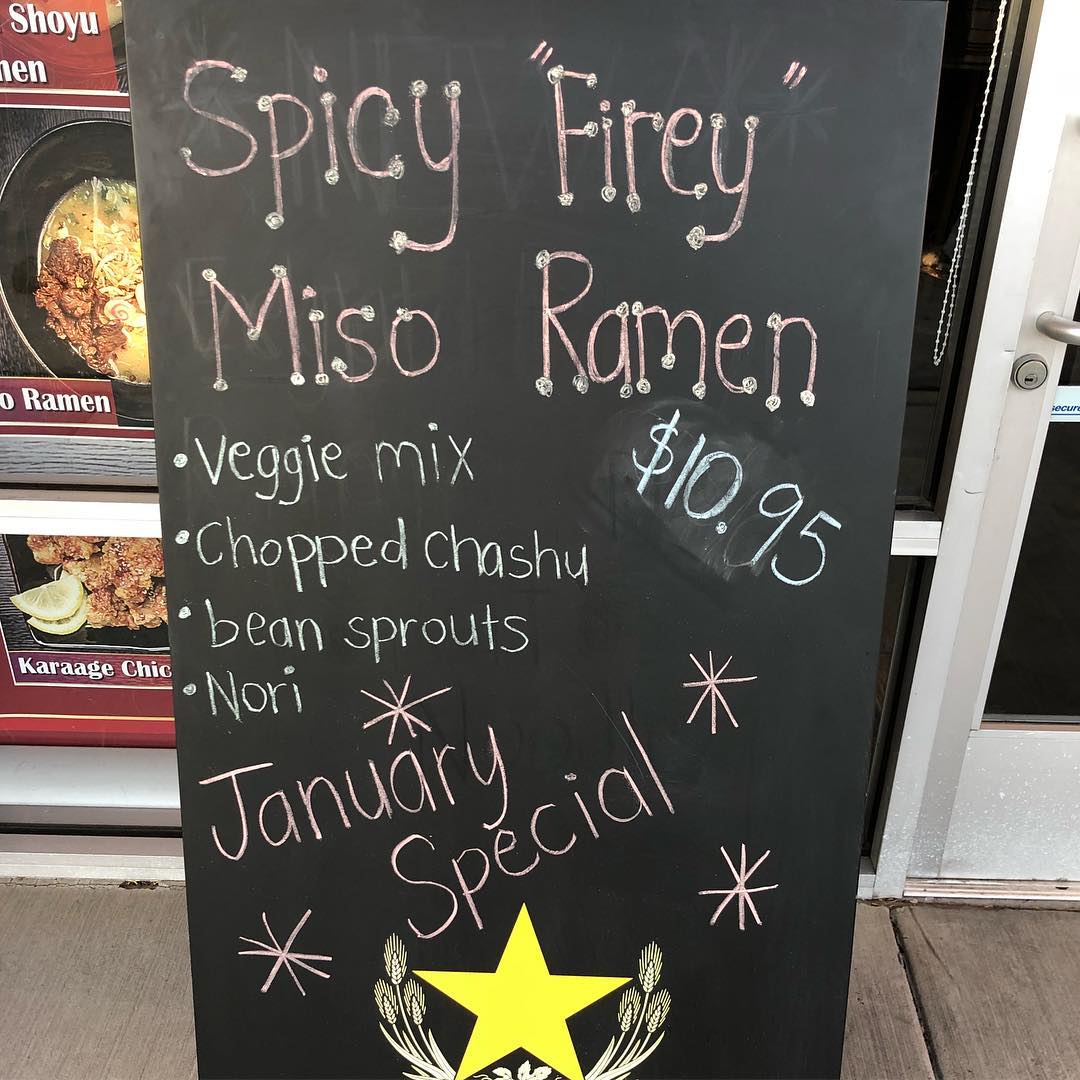 Shoyu
men
o Ramen
Karaage Chic
Spicy "Firey"
Miso Ramen
• Veggie mix
$10.95
• Chopped Chashu
• bean sprouts
• Nori
January
Special
secure